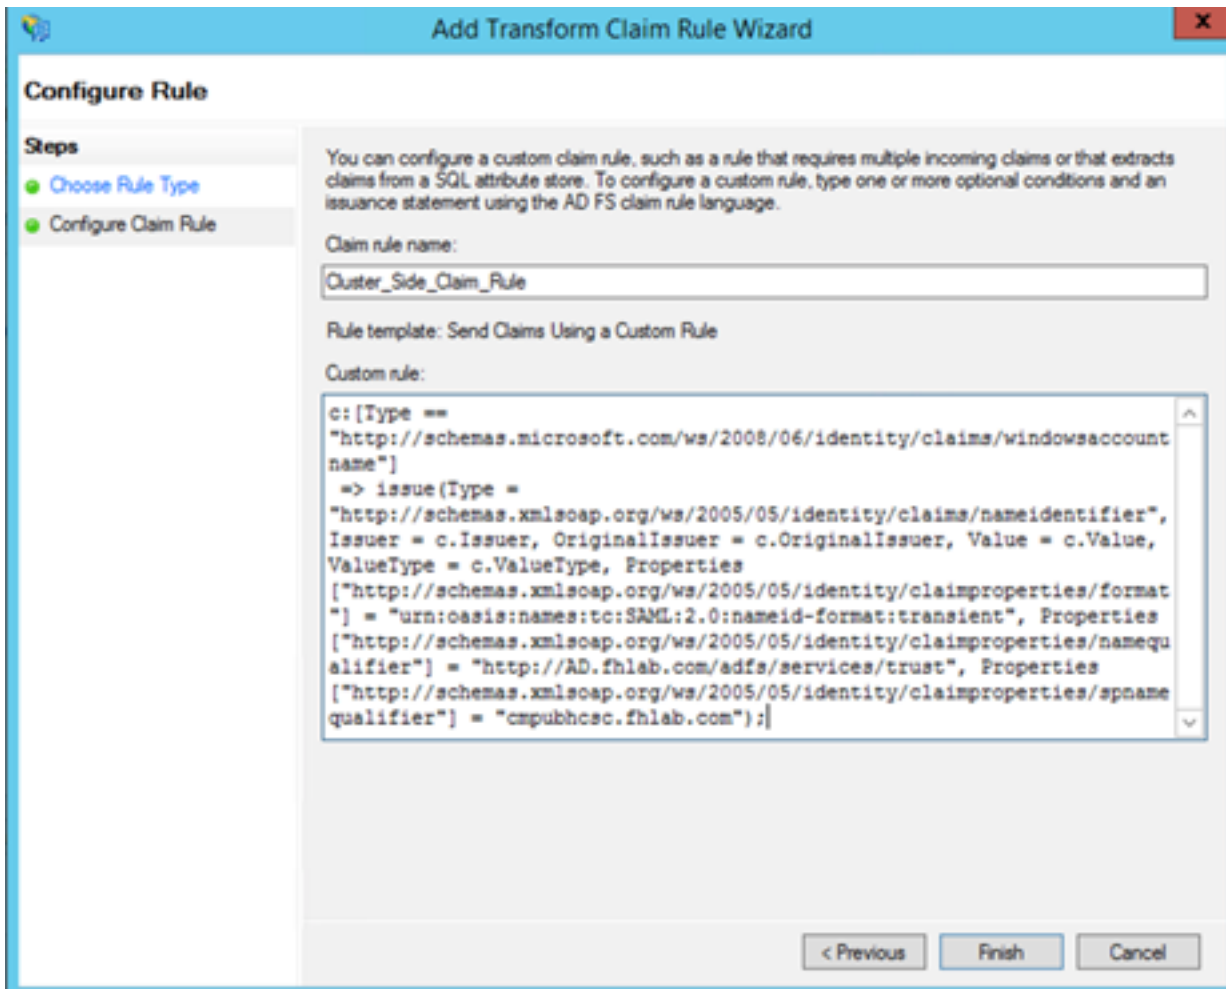 Add Transform Claim Rule Wizard
x
Configure Rule
Steps
Choose Rule Type
Configure Claim Rule
You can configure a custom claim rule, such as a rule that requires multiple incoming claims or that extracts
claims from a SQL attribute store. To configure a custom rule, type one or more optional conditions and an
issuance statement using the AD FS claim rule language.
Claim rule name:
Cluster_Side_Claim_Rule
Rule template: Send Claims Using a Custom Rule
Custom rule:
c:[Type ==
"http://schemas.microsoft.com/ws/2008/06/identity/claims/windowsaccount
name"]
=> issue(Type =
"http://schemas.xmlsoap.org/ws/2005/05/identity/claims/nameidentifier",
Issuer = c.Issuer, OriginalIssuer = c.OriginalIssuer, Value = c.Value,
ValueType = c.ValueType, Properties
["http://schemas.xmlsoap.org/ws/2005/05/identity/claimproperties/format
"] = "urn:oasis:names:tc:SAML:2.0:nameid-format:transient", Properties
["http://schemas.xmlsoap.org/ws/2005/05/identity/claimproperties/namequ
alifier"] = "http://AD.fhlab.com/adfs/services/trust", Properties
["http://schemas.xmlsoap.org/ws/2005/05/identity/claimproperties/spname
qualifier"] = "cmpubhcsc.fhlab.com");
< Previous
Finish
Cancel